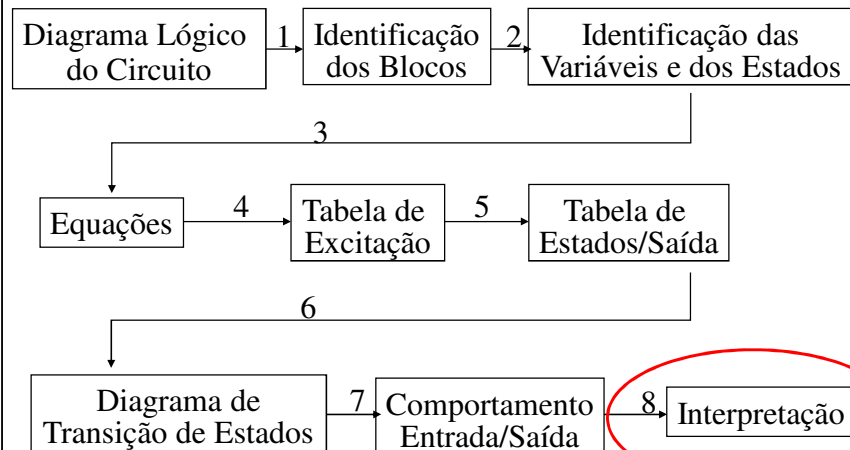 Diagrama Lógico
do Circuito
1
Identificação
dos Blocos
2
Identificação das
Variáveis e dos Estados
3
Equações
4
Tabela de
Excitação
5
Tabela de
Estados/Saída
6
Diagrama de
Transição de Estados
7
Comportamento
Entrada/Saída
8
Interpretação